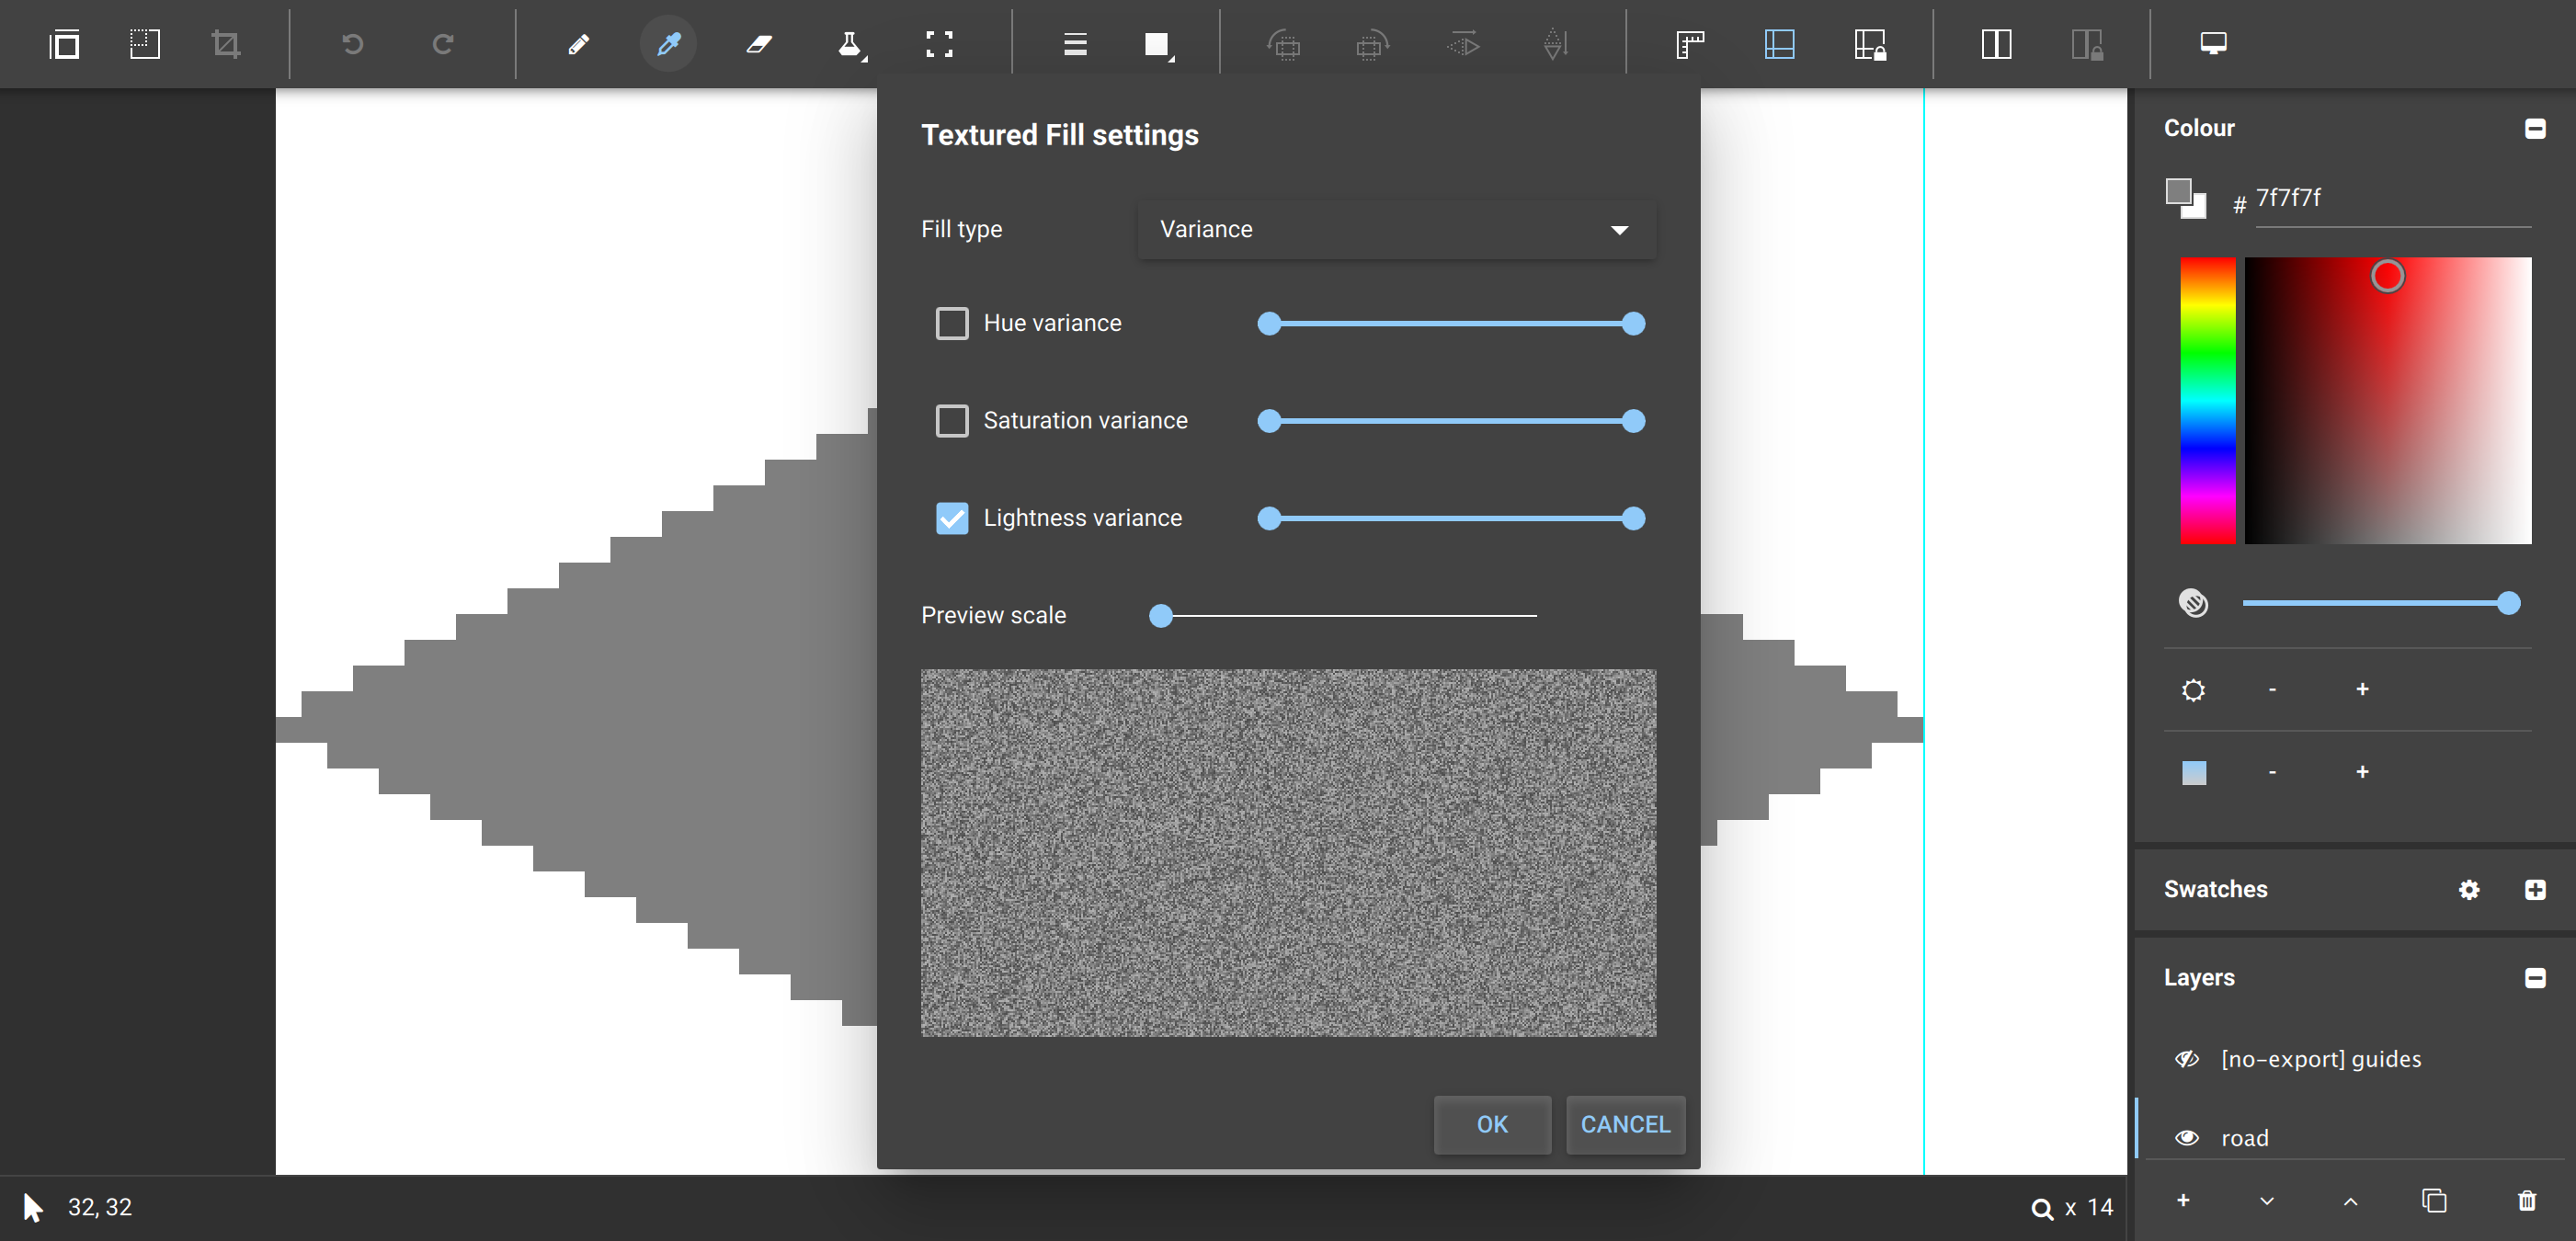 Textured Fill settings
Fill type
Variance
Hue variance
Saturation variance
Lightness variance
Preview scale
OK
CANCEL
Colour
# 7f7f7f
- +
- +
Swatches
Layers
[no-export] guides
road
+
32, 32
x 14